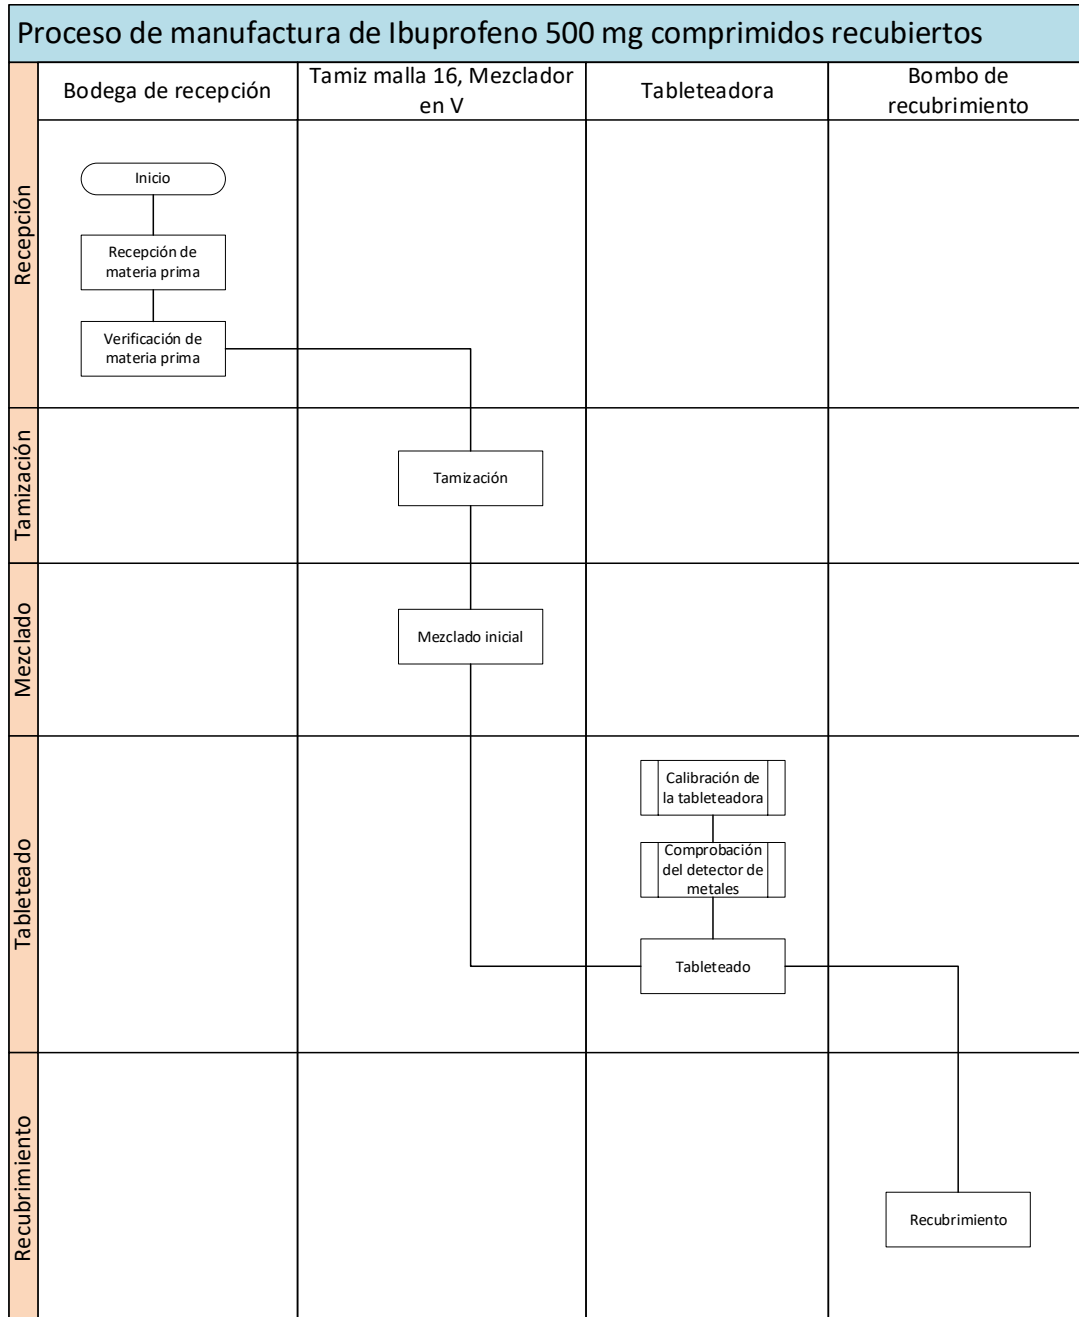 Proceso de manufactura de Ibuprofeno 500 mg comprimidos recubiertos
Bodega de recepción
Tamiz malla 16, Mezclador
en V
Tableteadora
Bombo de
recubrimiento
Recepción
Inicio
Recepción de
materia prima
Verificación de
materia prima
Tamización
Tamización
Mezclado
Mezclado inicial
Tableteado
Calibración de
la tableteadora
Comprobación
del detector de
metales
Tableteado
Recubrimiento
Recubrimiento